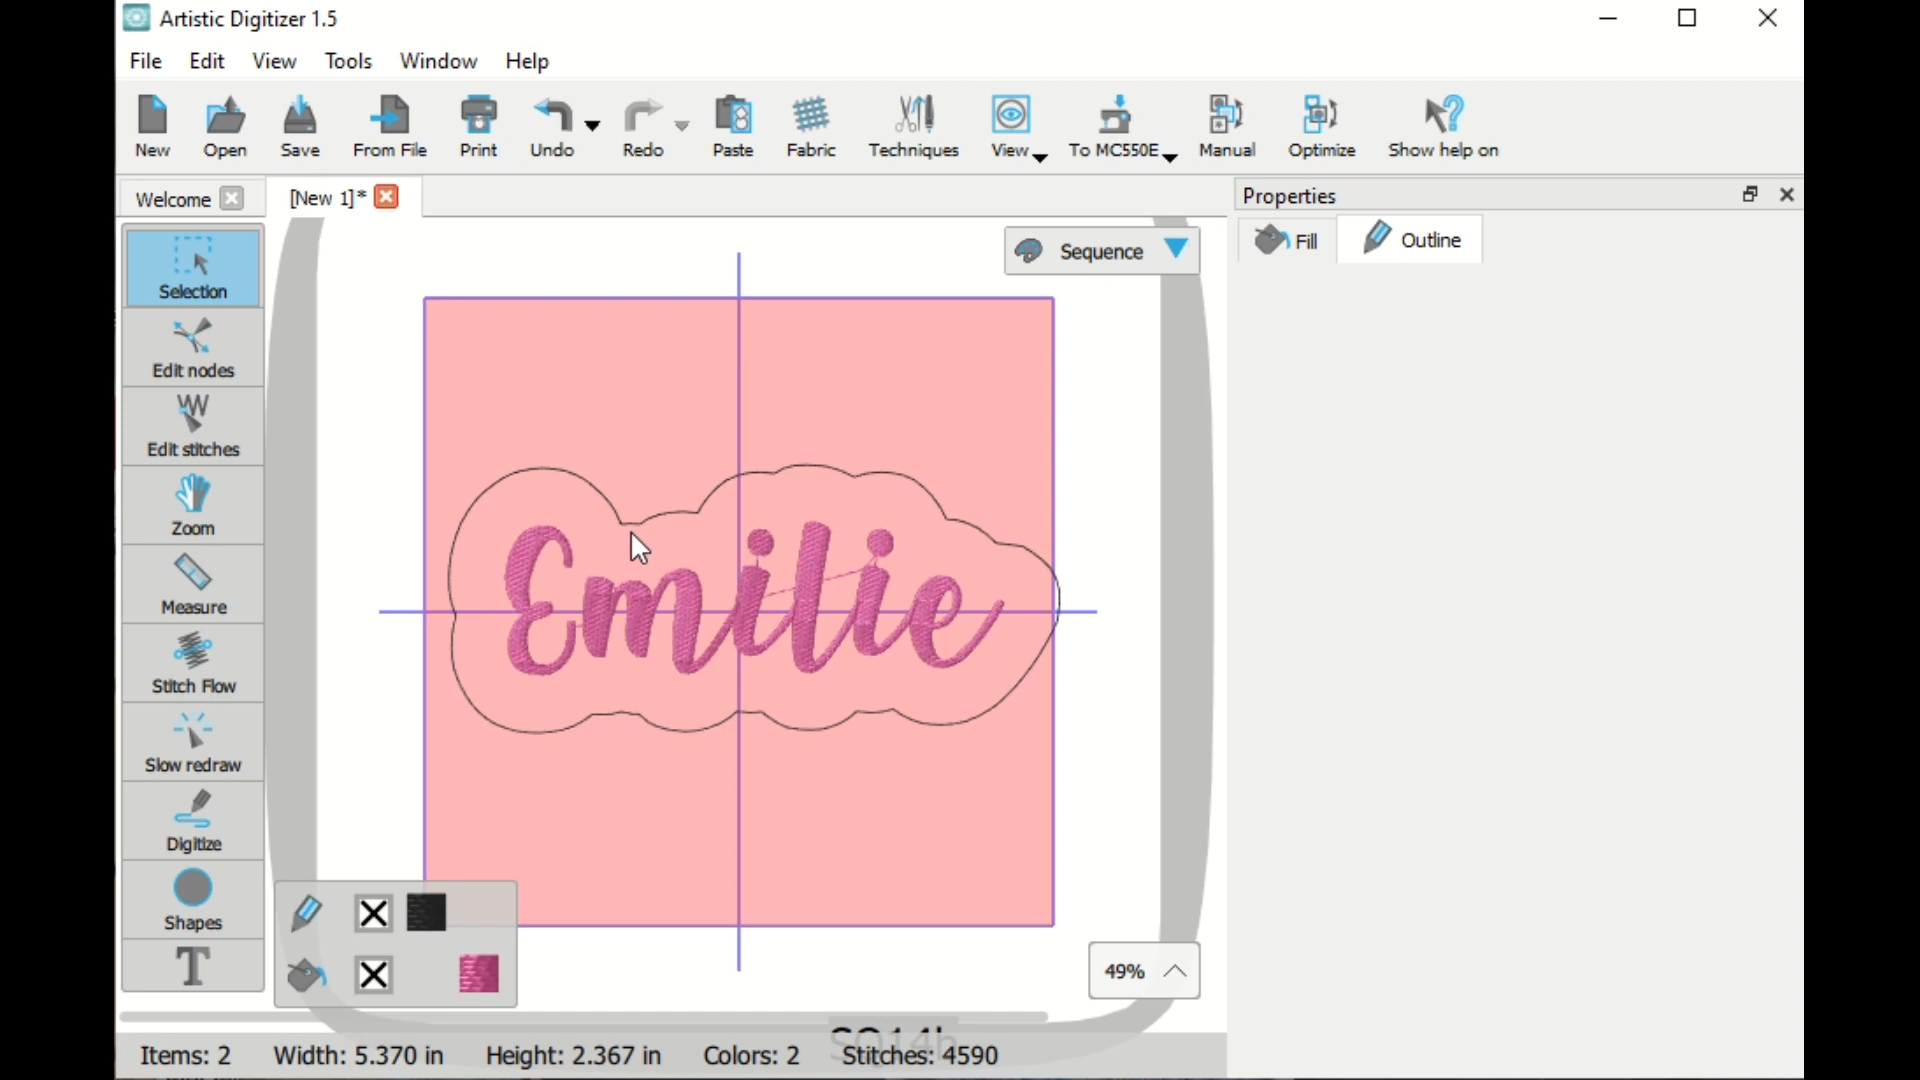 Artistic Digitizer 1.5
File Edit View Tools Window Help
New Open Save From File Print Undo Redo Paste Fabric Techniques View To MC550E Manual Optimize Show help on
Welcome [New 1]* Properties
Sequence Fill Outline
Selection
Edit nodes
Edit stitches
Zoom
Emilie
Measure
Stitch Flow
Slow redraw
Digitize
Shapes
T
49%
SQ14b
Items: 2 Width: 5.370 in Height: 2.367 in Colors: 2 Stitches: 4590